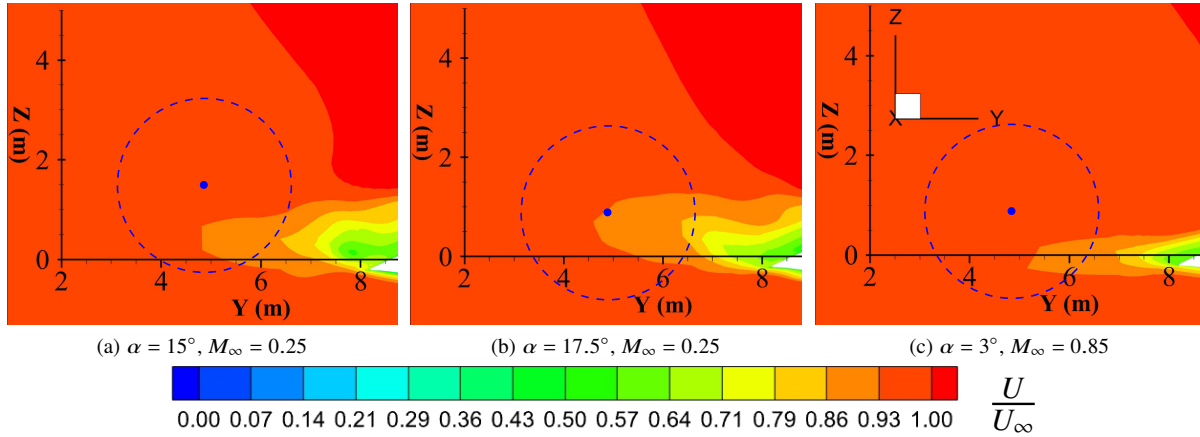 4
2
0
Z (m)
2 4 6 8
Y (m)
4
2
0
Z (m)
2 4 6 8
Y (m)
Z
X Y
4
2
0
Z (m)
2 4 6 8
Y (m)
(a) α = 15°, M∞ = 0.25
(b) α = 17.5°, M∞ = 0.25
(c) α = 3°, M∞ = 0.85
0.00 0.07 0.14 0.21 0.29 0.36 0.43 0.50 0.57 0.64 0.71 0.79 0.86 0.93 1.00
U
U∞